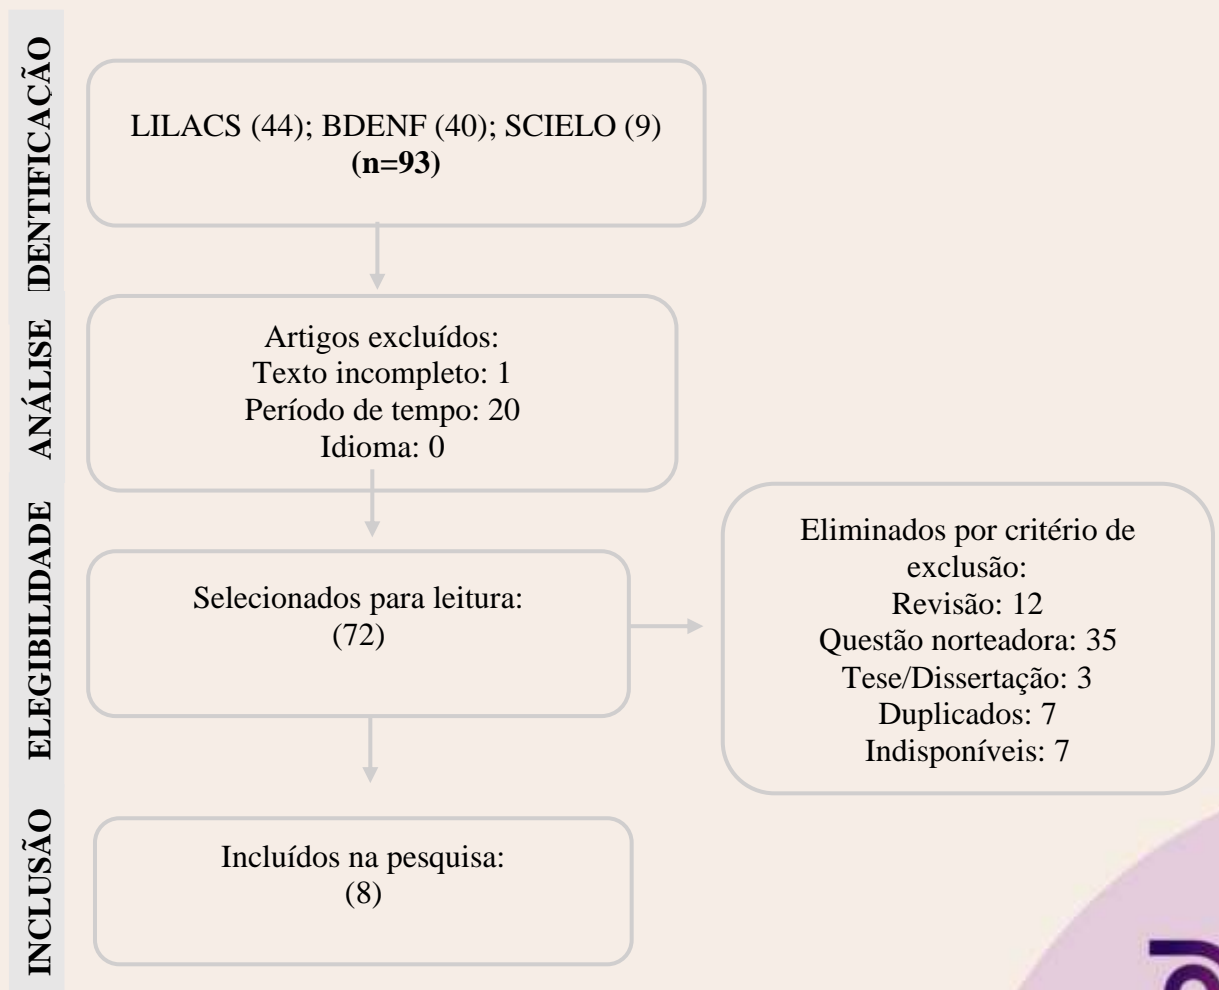 IDENTIFICAÇÃO
LILACS (44); BDENF (40); SCIELO (9)
(n=93)
ANÁLISE
Artigos excluídos:
Texto incompleto: 1
Período de tempo: 20
Idioma: 0
ELEGIBILIDADE
Selecionados para leitura:
(72)
Eliminados por critério de
exclusão:
Revisão: 12
Questão norteadora: 35
Tese/Dissertação: 3
Duplicados: 7
Indisponíveis: 7
INCLUSÃO
Incluídos na pesquisa:
(8)